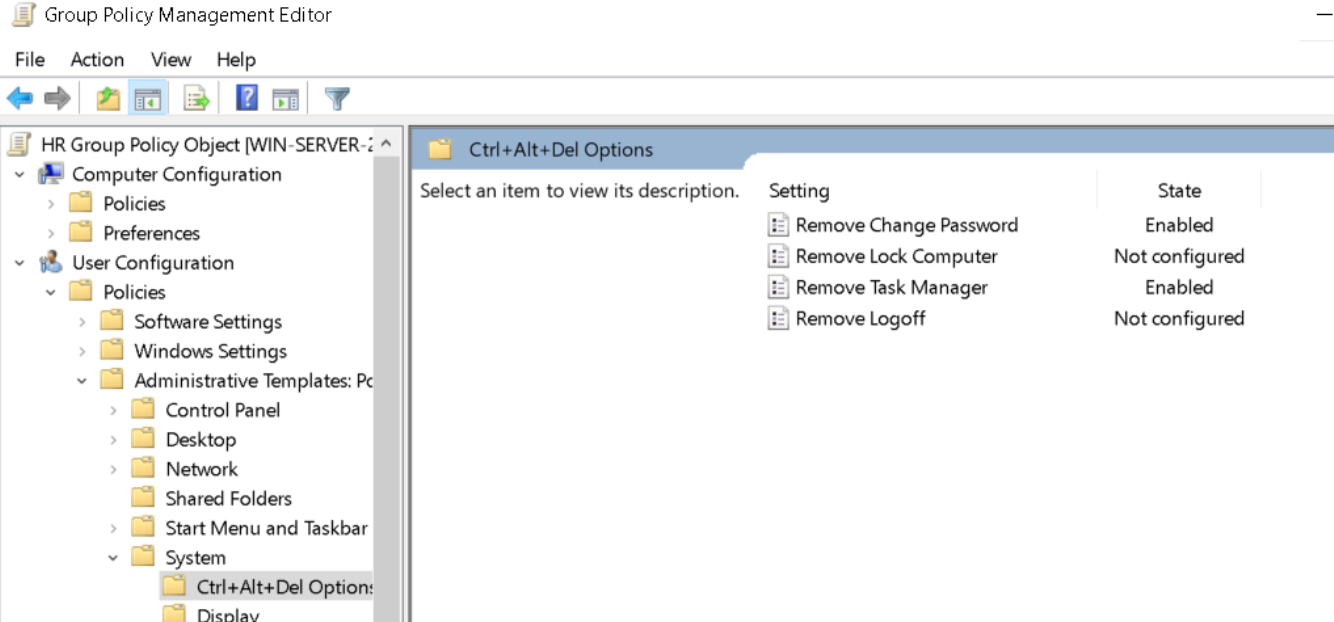 Group Policy Management Editor
File Action View Help
HR Group Policy Object [WIN-SERVER-2
Computer Configuration
Policies
Preferences
User Configuration
Policies
Software Settings
Windows Settings
Administrative Templates: Po
Control Panel
Desktop
Network
Shared Folders
Start Menu and Taskbar
System
Ctrl+Alt+Del Options
Display
Ctrl+Alt+Del Options
Select an item to view its description.
Setting State
Remove Change Password Enabled
Remove Lock Computer Not configured
Remove Task Manager Enabled
Remove Logoff Not configured